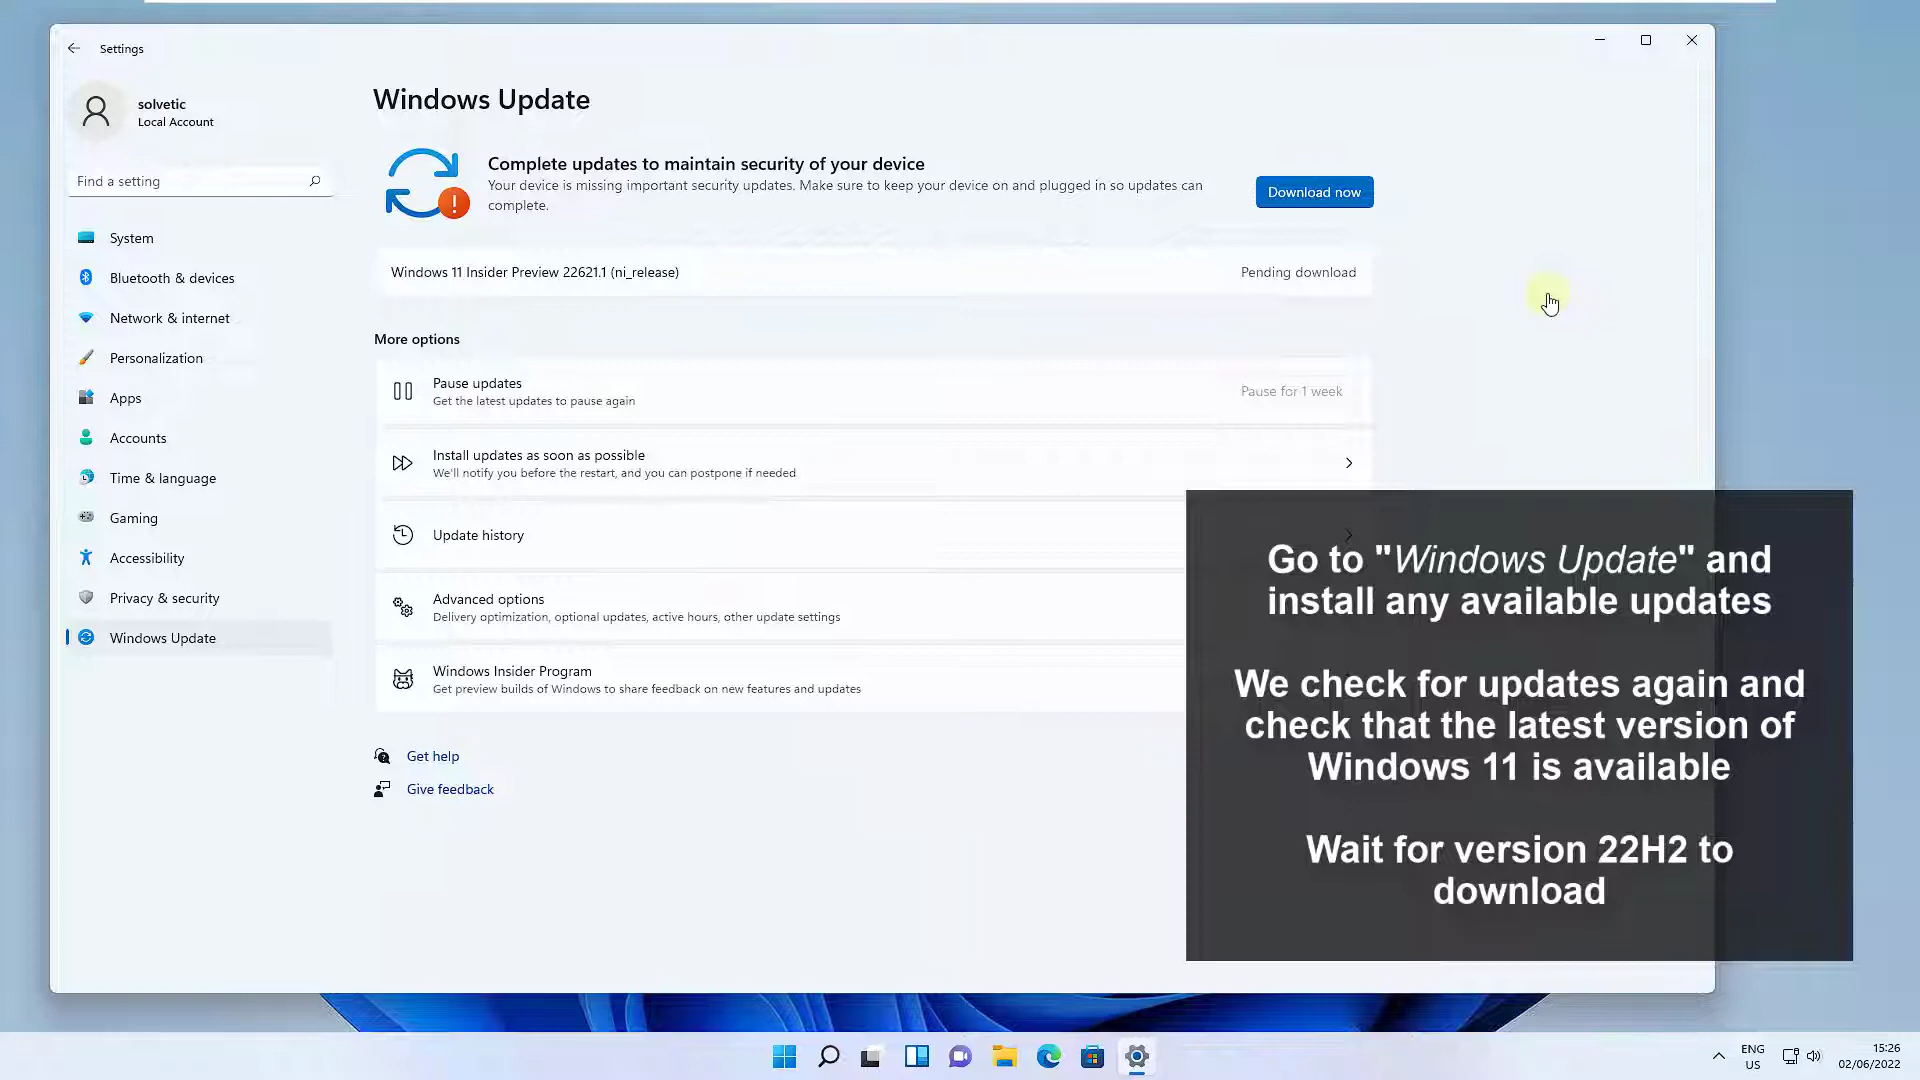 Settings
solvetic
Local Account
Find a setting
System
Bluetooth & devices
Network & internet
Personalization
Apps
Accounts
Time & language
Gaming
Accessibility
Privacy & security
Windows Update
Windows Update
Complete updates to maintain security of your device
Your device is missing important security updates. Make sure to keep your device on and plugged in so updates can
complete.
Download now
Windows 11 Insider Preview 22621.1 (ni_release)
Pending download
More options
Pause updates
Get the latest updates to pause again
Pause for 1 week
Install updates as soon as possible
We'll notify you before the restart, and you can postpone if needed
Update history
Advanced options
Delivery optimization, optional updates, active hours, other update settings
Windows Insider Program
Get preview builds of Windows to share feedback on new features and updates
Get help
Give feedback
Go to "Windows Update" and
install any available updates
We check for updates again and
check that the latest version of
Windows 11 is available
Wait for version 22H2 to
download
ENG
US
15:26
02/06/2022